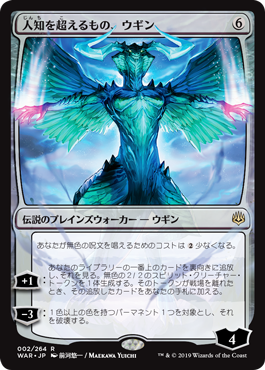 じんち
人知を超えるもの、ウギン
6
伝説のプレインズウォーカー — ウギン
あなたが無色の呪文を唱えるためのコストは2少なくなる。
+1
あなたのライブラリーの一番上のカードを裏向きに追放し、それを見る。無色の2/2のスピリット・クリーチャー・トークンを1体生成する。そのトークンが戦場を離れたとき、その追放したカードをあなたの手札に加える。
-3
:1色以上の色を持つパーマネント1つを対象とし、それを破壊する。
4
002/264 R
WAR • JP 前河悠一/MAEKAWA YUICHI
™ & © 2019 Wizards of the Coast